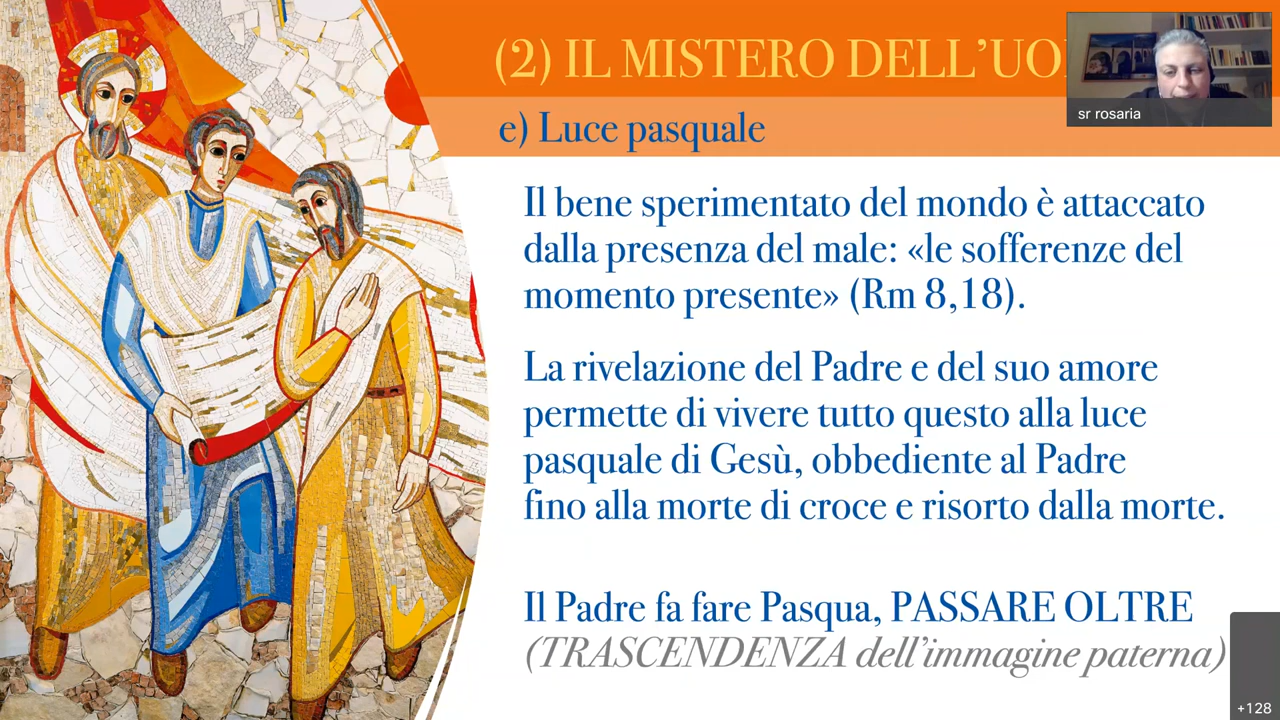 (2) IL MISTERO DELL'UO
sr rosaria
e) Luce pasquale
Il bene sperimentato del mondo è attaccato
dalla presenza del male: «le sofferenze del
momento presente» (Rm 8,18).
La rivelazione del Padre e del suo amore
permette di vivere tutto questo alla luce
pasquale di Gesù, obbediente al Padre
fino alla morte di croce e risorto dalla morte.
Il Padre fa fare Pasqua, PASSARE OLTRE
(TRASCENDENZA dell'immagine paterna)
+128